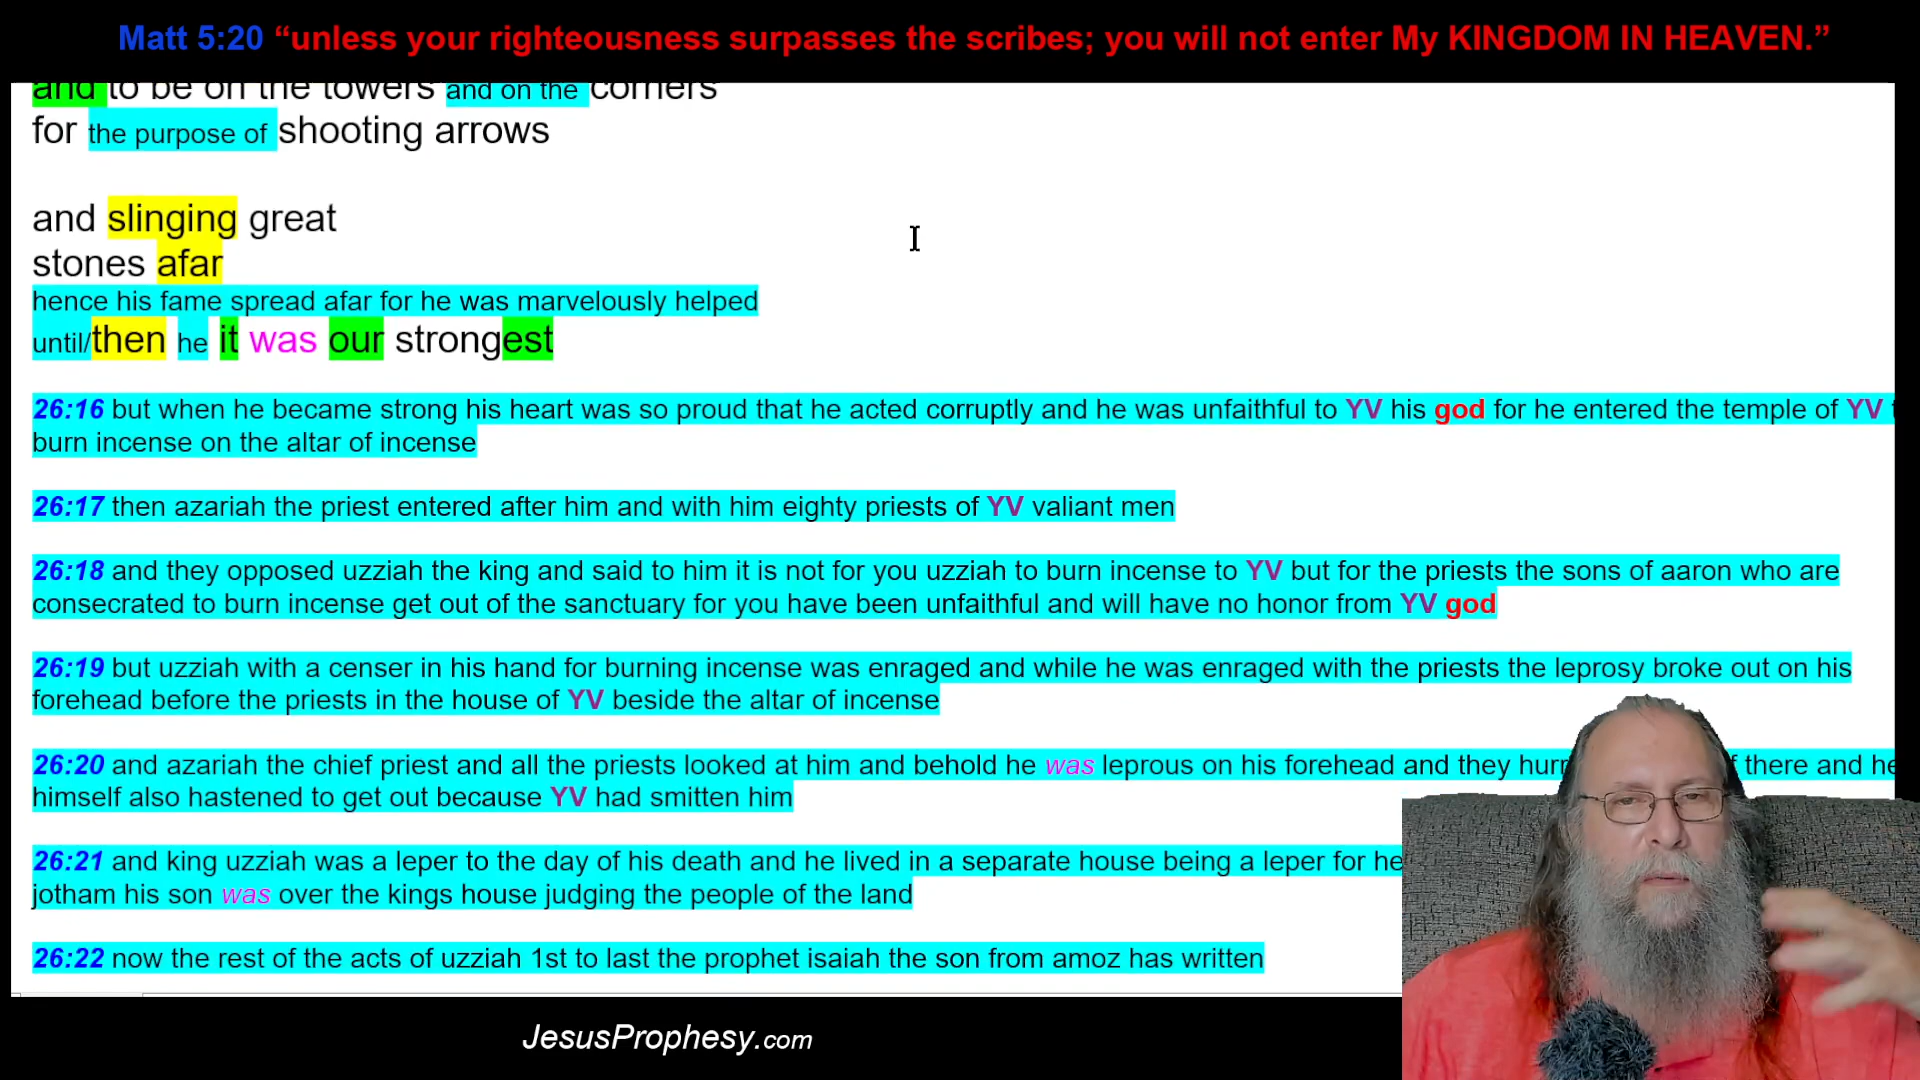 Matt 5:20 “unless your righteousness surpasses the scribes; you will not enter My KINGDOM IN HEAVEN.”
and to be on the towers and on the corners
for the purpose of shooting arrows
and slinging great
stones afar
hence his fame spread afar for he was marvelously helped
until/then he it was our strongest
26:16 but when he became strong his heart was so proud that he acted corruptly and he was unfaithful to YV his god for he entered the temple of YV
burn incense on the altar of incense
26:17 then azariah the priest entered after him and with him eighty priests of YV valiant men
26:18 and they opposed uzziah the king and said to him it is not for you uzziah to burn incense to YV but for the priests the sons of aaron who are
consecrated to burn incense get out of the sanctuary for you have been unfaithful and will have no honor from YV god
26:19 but uzziah with a censer in his hand for burning incense was enraged and while he was enraged with the priests the leprosy broke out on his
forehead before the priests in the house of YV beside the altar of incense
26:20 and azariah the chief priest and all the priests looked at him and behold he was leprous on his forehead and they there and he
himself also hastened to get out because YV had smitten him
26:21 and king uzziah was a leper to the day of his death and he lived in a separate house being a leper for he
jotham his son was over the kings house judging the people of the land
26:22 now the rest of the acts of uzziah 1st to last the prophet isaiah the son from amoz has written
JesusProphesy.com